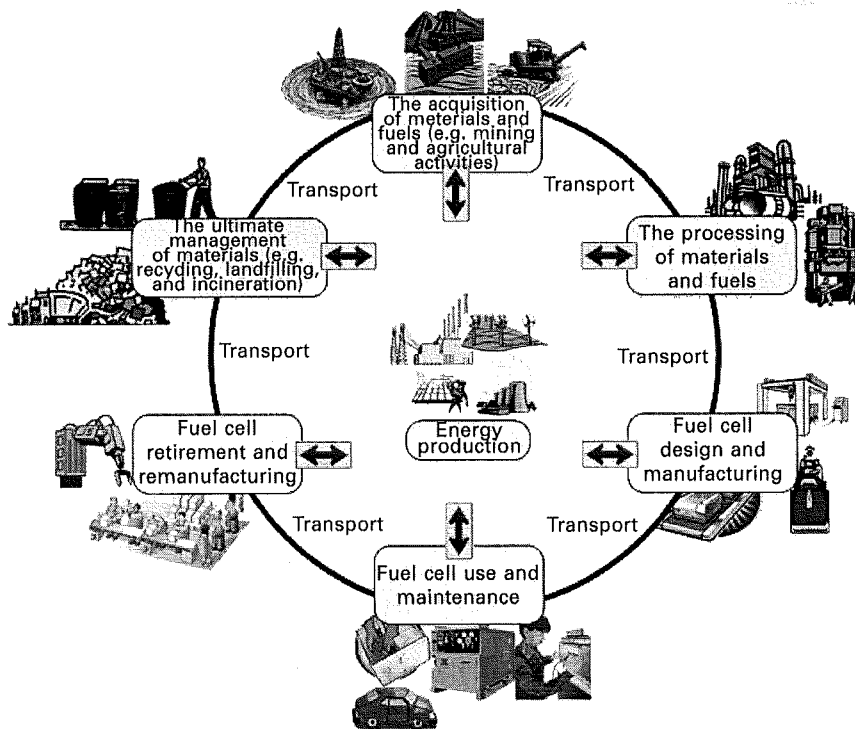 The acquisition
of meterials and
fuels (e.g. mining
and agricultural
activities)
Transport
Transport
The ultimate
management
of materials (e.g.
recyding, landfilling,
and incineration)
The processing
of materials
and fuels
Transport
Transport
Energy
production
Fuel cell
retirement and
remanufacturing
Fuel cell
design and
manufacturing
Transport
Transport
Fuel cell use and
maintenance